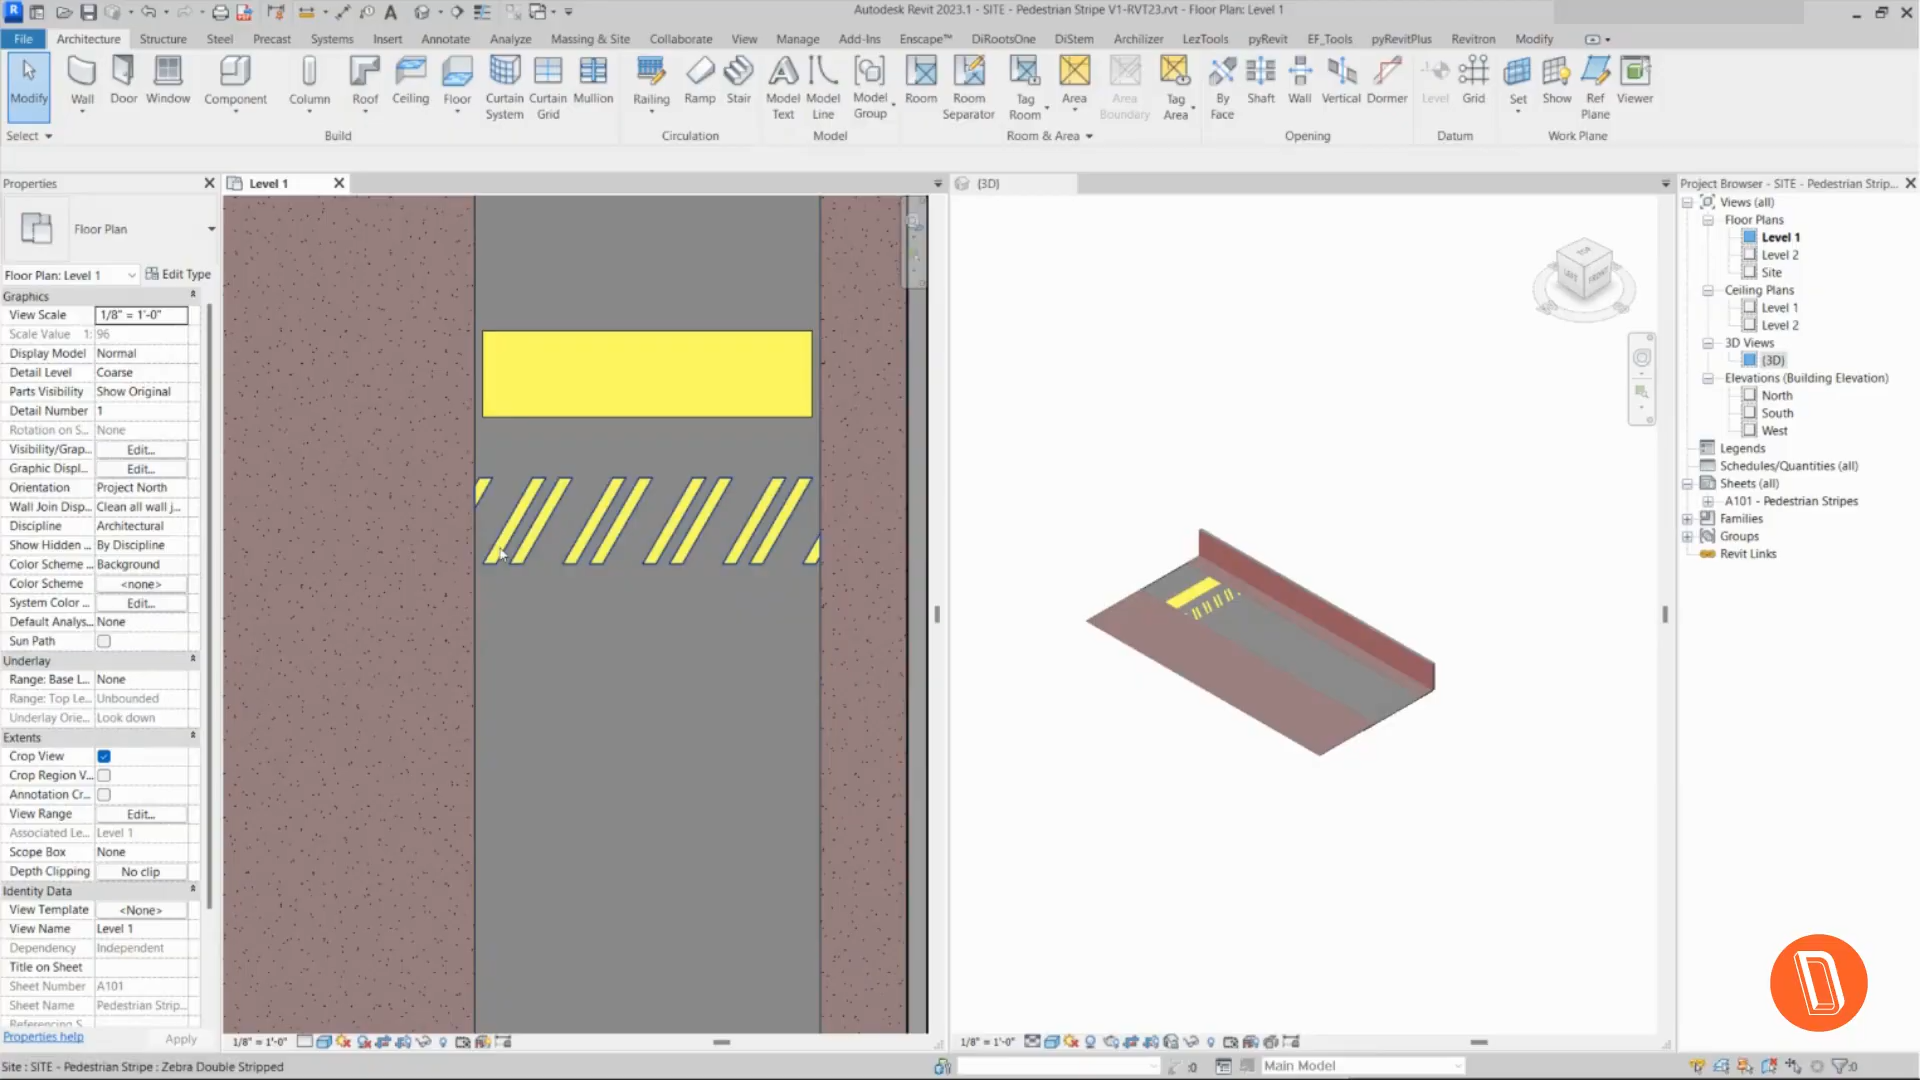 Autodesk Revit 2023.1 - SITE - Pedestrian Stripe V1-RVT23.rvt - Floor Plan: Level 1
File Architecture Structure Steel Precast Systems Insert Annotate Analyze Massing & Site Collaborate View Manage Add-Ins Enscape™ DiRootsOne DiStem Archilizer LezTools pyRevit EF_Tools pyRevitPlus Revitron Modify
Modify Wall Door Window Component Column Roof Ceiling Floor Curtain System Curtain Grid Mullion Railing Ramp Stair Model Text Model Line Model Group Room Room Separator Tag Room Area Area Boundary Tag Area By Face Shaft Wall Vertical Dormer Level Grid Set Show Ref Plane Viewer
Select Build Circulation Model Room & Area Opening Datum Work Plane
Properties
Floor Plan
Floor Plan: Level 1 Edit Type
Graphics
View Scale 1/8" = 1'-0"
Scale Value 1: 96
Display Model Normal
Detail Level Coarse
Parts Visibility Show Original
Detail Number 1
Rotation on S... None
Visibility/Grap... Edit...
Graphic Displ... Edit...
Orientation Project North
Wall Join Disp... Clean all wall j...
Discipline Architectural
Show Hidden ... By Discipline
Color Scheme ... Background
Color Scheme <none>
System Color ... Edit...
Default Analys... None
Sun Path
Underlay
Range: Base L... None
Range: Top Le... Unbounded
Underlay Orie... Look down
Extents
Crop View
Crop Region V...
Annotation Cr...
View Range Edit...
Associated Le... Level 1
Scope Box None
Depth Clipping No clip
Identity Data
View Template <None>
View Name Level 1
Dependency Independent
Title on Sheet
Sheet Number A101
Sheet Name Pedestrian Strip...
Referencing S...
Properties help Apply
Level 1
1/8" = 1'-0"
{3D}
TOP
LEFT FRONT
1/8" = 1'-0"
Project Browser - SITE - Pedestrian Strip...
Views (all)
Floor Plans
Level 1
Level 2
Site
Ceiling Plans
Level 1
Level 2
3D Views
{3D}
Elevations (Building Elevation)
North
South
West
Legends
Schedules/Quantities (all)
Sheets (all)
A101 - Pedestrian Stripes
Families
Groups
Revit Links
Site : SITE - Pedestrian Stripe : Zebra Double Stripped
:0
Main Model
:0